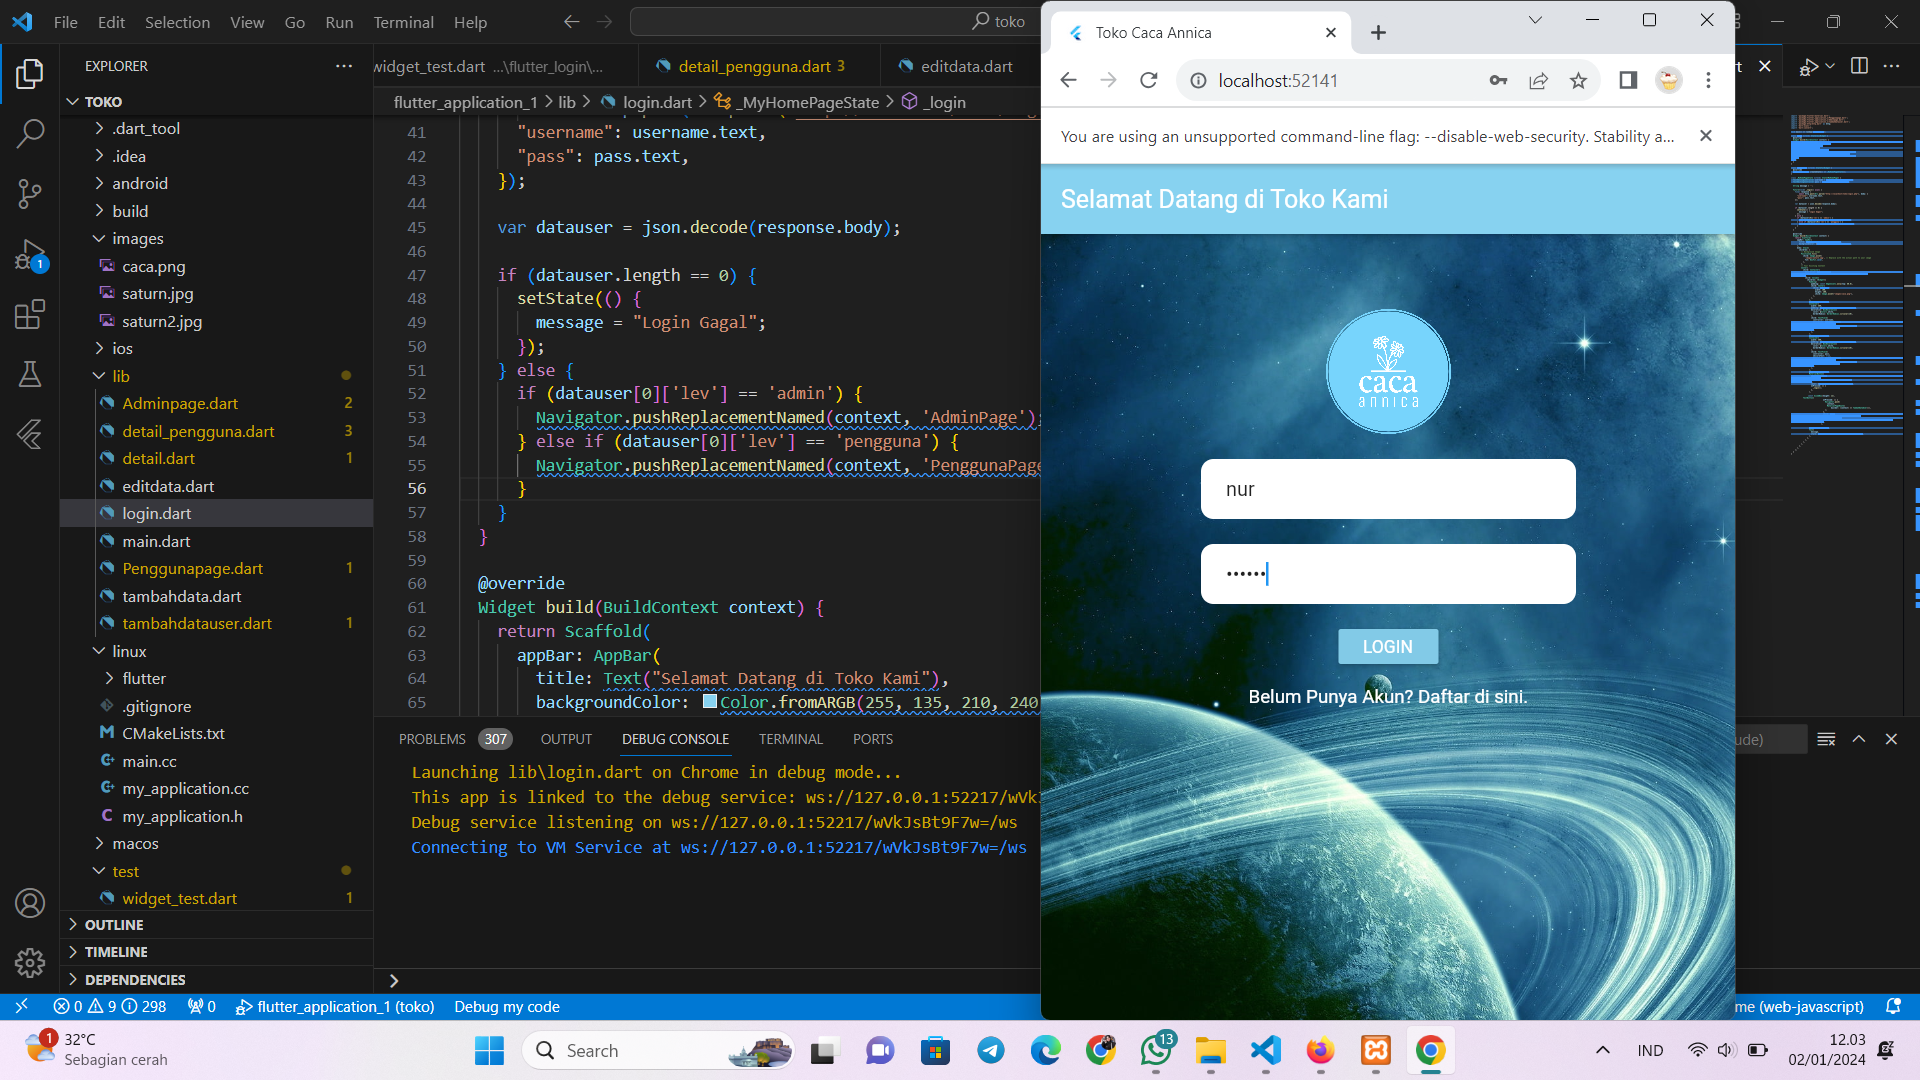 File Edit Selection View Go Run Terminal Help
toko
EXPLORER
TOKO
.dart_tool
.idea
android
build
images
caca.png
saturn.jpg
saturn2.jpg
ios
lib
Adminpage.dart 2
detail_pengguna.dart 3
detail.dart 1
editdata.dart
login.dart
main.dart
Penggunapage.dart 1
tambahdata.dart
tambahdatauser.dart 1
linux
flutter
.gitignore
CMakeLists.txt
main.cc
my_application.cc
my_application.h
macos
test
widget_test.dart 1
OUTLINE
TIMELINE
DEPENDENCIES
widget_test.dart ...\flutter_login\... detail_pengguna.dart 3 editdata.dart
flutter_application_1 > lib > login.dart > _MyHomePageState > _login
41 "username": username.text,
42 "pass": pass.text,
43 });
44
45 var datauser = json.decode(response.body);
46
47 if (datauser.length == 0) {
48 setState(() {
49 message = "Login Gagal";
50 });
51 } else {
52 if (datauser[0]['lev'] == 'admin') {
53 Navigator.pushReplacementNamed(context, 'AdminPage');
54 } else if (datauser[0]['lev'] == 'pengguna') {
55 Navigator.pushReplacementNamed(context, 'PenggunaPage
56 }
57 }
58 }
59
60 @override
61 Widget build(BuildContext context) {
62 return Scaffold(
63 appBar: AppBar(
64 title: Text("Selamat Datang di Toko Kami"),
65 backgroundColor: Color.fromARGB(255, 135, 210, 240
PROBLEMS 307 OUTPUT DEBUG CONSOLE TERMINAL PORTS
Launching lib\login.dart on Chrome in debug mode...
This app is linked to the debug service: ws://127.0.0.1:52217/wVkJ
Debug service listening on ws://127.0.0.1:52217/wVkJsBt9F7w=/ws
Connecting to VM Service at ws://127.0.0.1:52217/wVkJsBt9F7w=/ws
Toko Caca Annica
localhost:52141
You are using an unsupported command-line flag: --disable-web-security. Stability a...
Selamat Datang di Toko Kami
caca
annica
nur
••••••
LOGIN
Belum Punya Akun? Daftar di sini.
1
0 9 298 0 flutter_application_1 (toko) Debug my code
me (web-javascript)
1
32°C
Sebagian cerah
Search
13
IND
12.03
02/01/2024